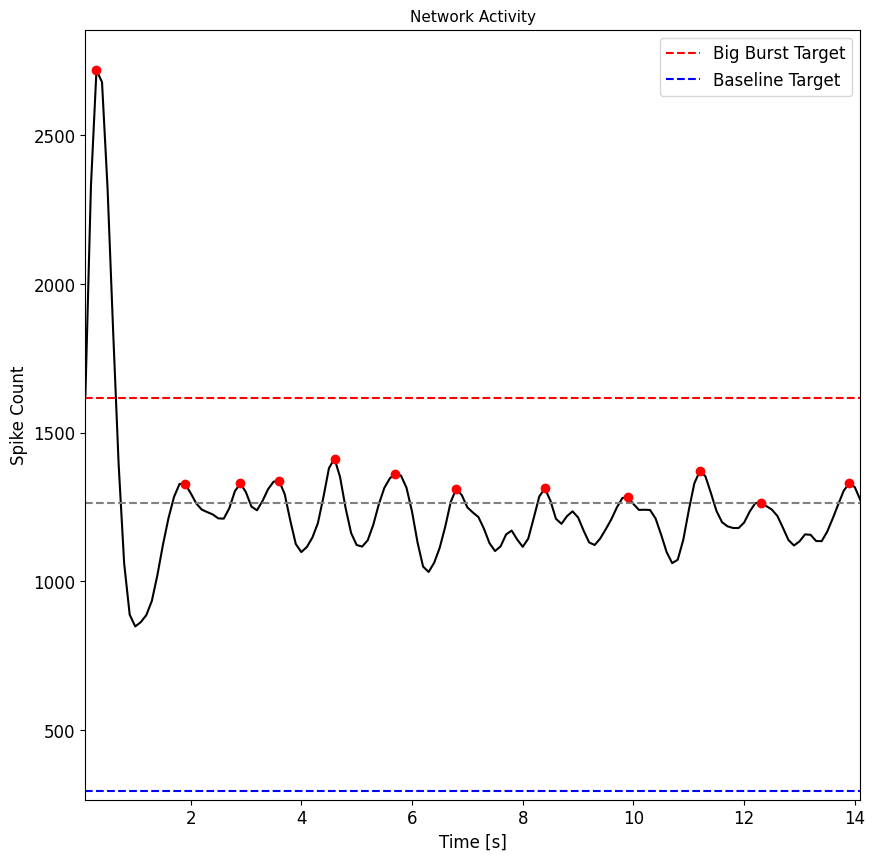 Network Activity
Big Burst Target
Baseline Target
Spike Count
2500
2000
1500
1000
500
2 4 6 8 10 12 14
Time [s]